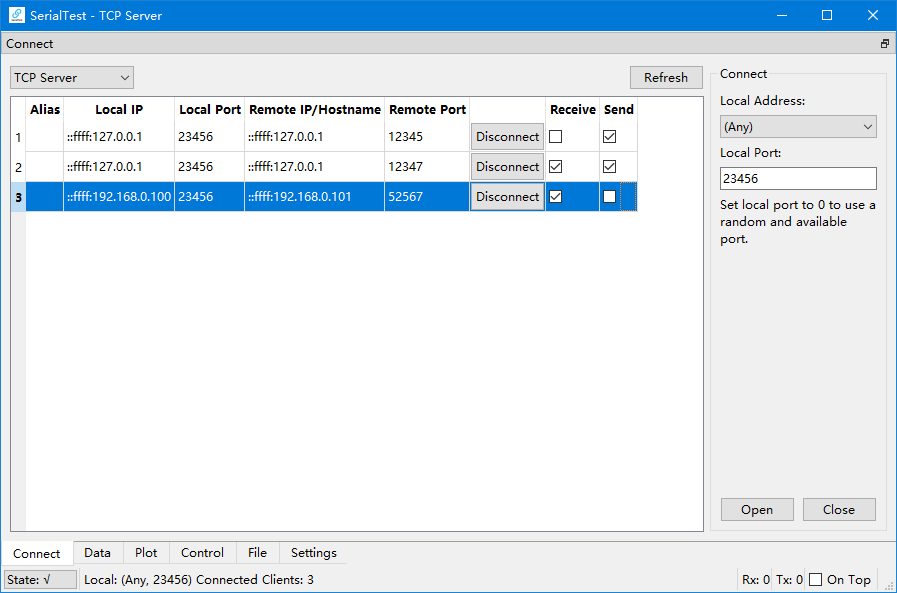 SerialTest - TCP Server
Connect
TCP Server
Refresh
Alias Local IP Local Port Remote IP/Hostname Remote Port Receive Send
1 ::ffff:127.0.0.1 23456 ::ffff:127.0.0.1 12345 Disconnect
2 ::ffff:127.0.0.1 23456 ::ffff:127.0.0.1 12347 Disconnect
3 ::ffff:192.168.0.100 23456 ::ffff:192.168.0.101 52567 Disconnect
Connect
Local Address:
(Any)
Local Port:
23456
Set local port to 0 to use a
random and available
port.
Open Close
Connect Data Plot Control File Settings
State: √ Local: (Any, 23456) Connected Clients: 3 Rx: 0 Tx: 0 On Top